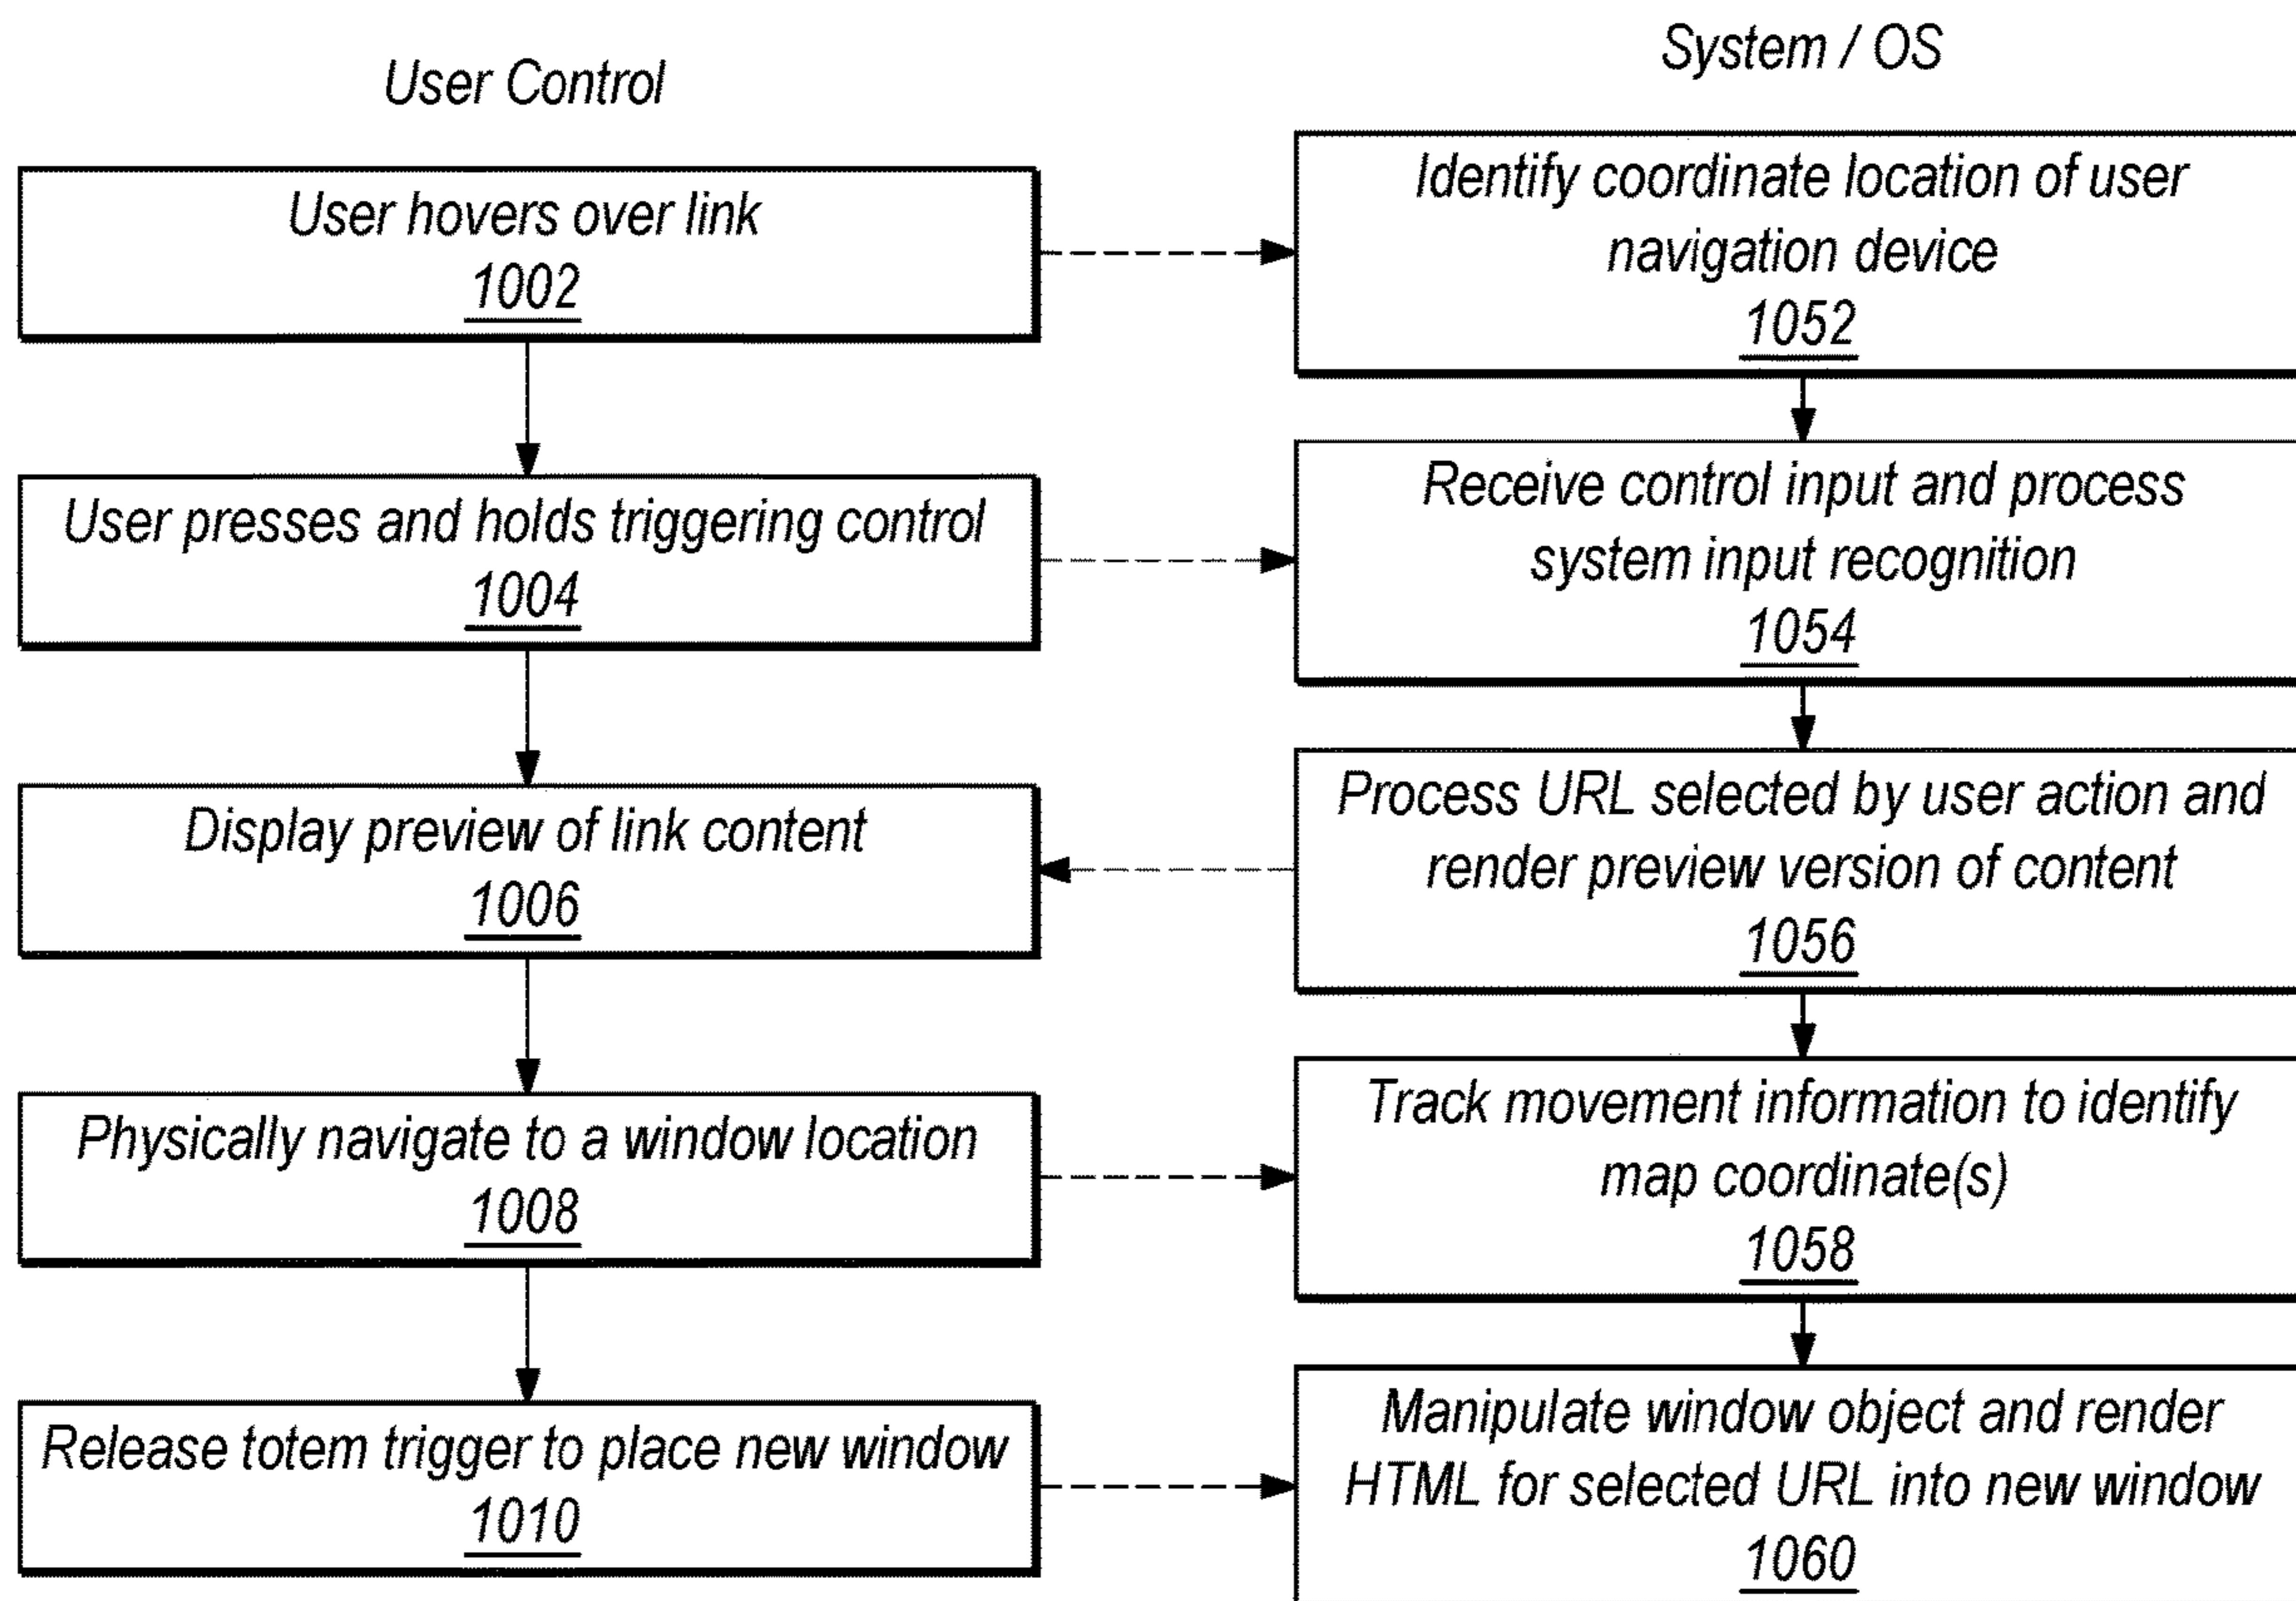 User Control
System / OS
User hovers over link
1002
Identify coordinate location of user
navigation device
1052
User presses and holds triggering control
1004
Receive control input and process
system input recognition
1054
Display preview of link content
1006
Process URL selected by user action and
render preview version of content
1056
Physically navigate to a window location
1008
Track movement information to identify
map coordinate(s)
1058
Release totem trigger to place new window
1010
Manipulate window object and render
HTML for selected URL into new window
1060